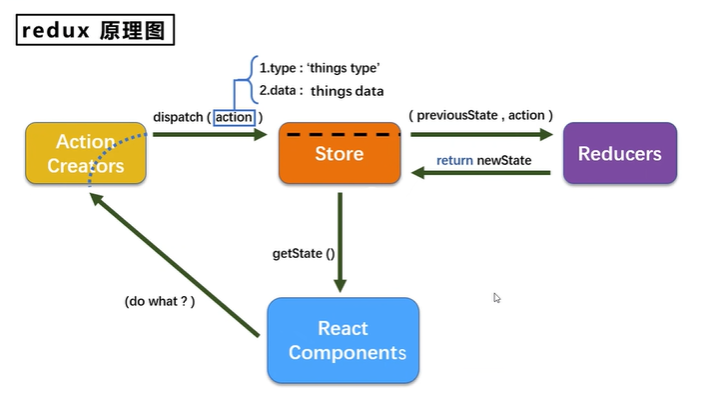 redux 原理图
1.type : ‘things type’
2.data : things data
dispatch ( action )
( previousState , action )
Action
Creators
Store
Reducers
return newState
getState ()
(do what ? )
React
Components